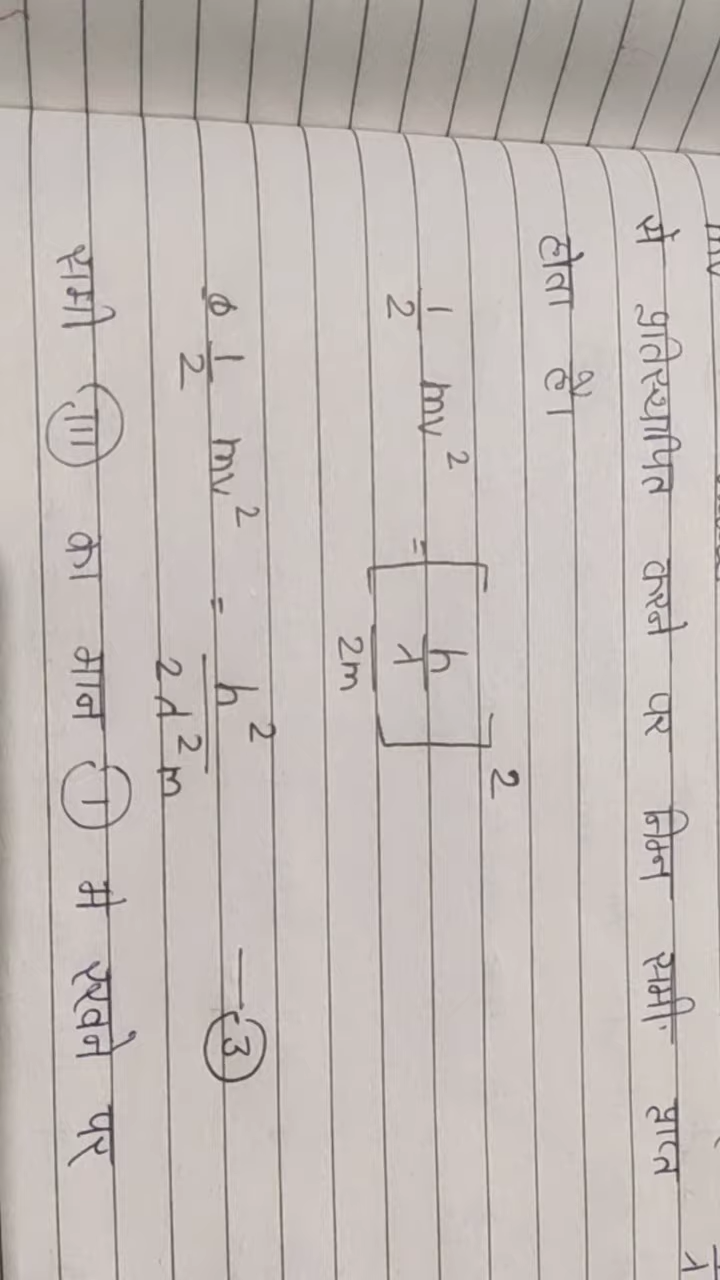 mv
से प्रतिस्थापित करने पर निम्न समी. प्राप्त
होता है।
1/2 mv² = [h/λ]²/2m
1/2 mv² = h²/2λ²m — ③
समी (III) का मान (I) में रखने पर